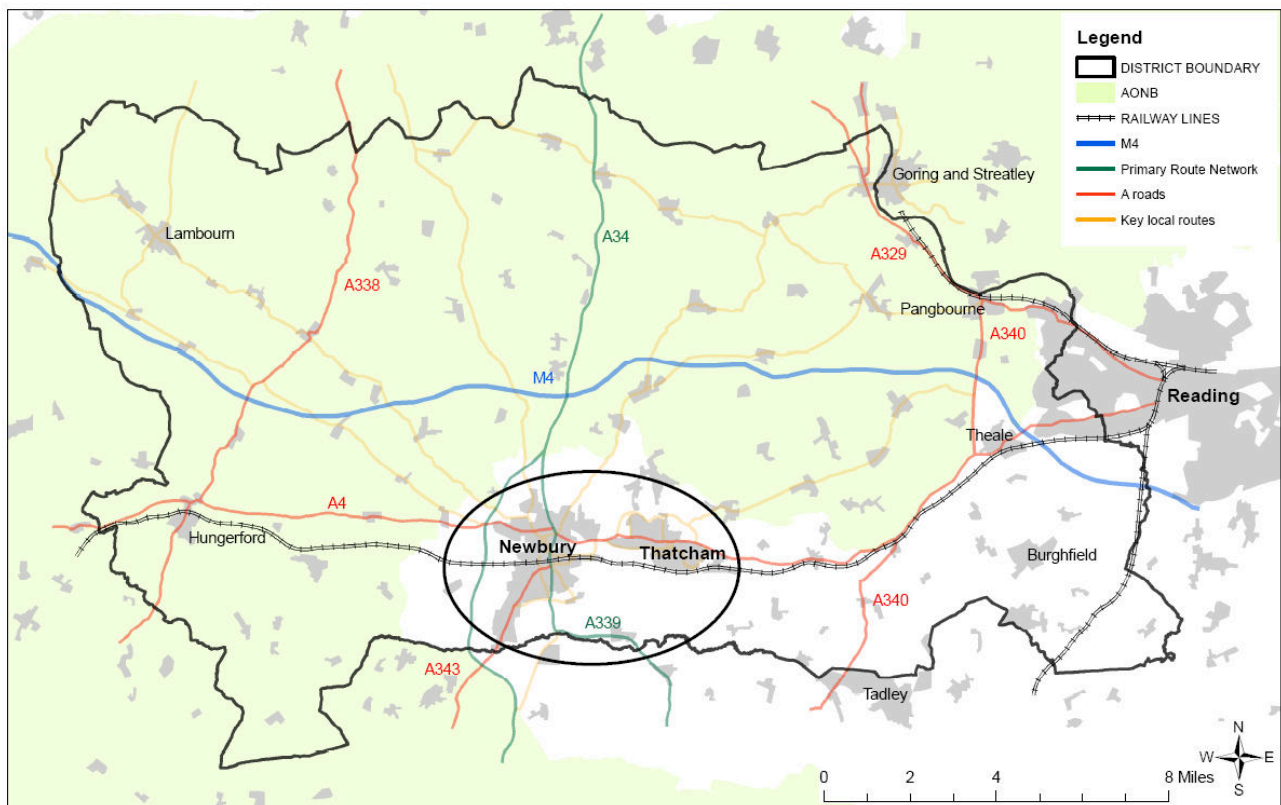 Legend
DISTRICT BOUNDARY
AONB
RAILWAY LINES
M4
Primary Route Network
A roads
Key local routes
Goring and Streatley
Lambourn
A34
A329
A338
Pangbourne
A340
M4
Reading
Theale
A4
Hungerford
Newbury
Thatcham
Burghfield
A340
A339
A343
Tadley
N
W E
S
0 2 4 8 Miles